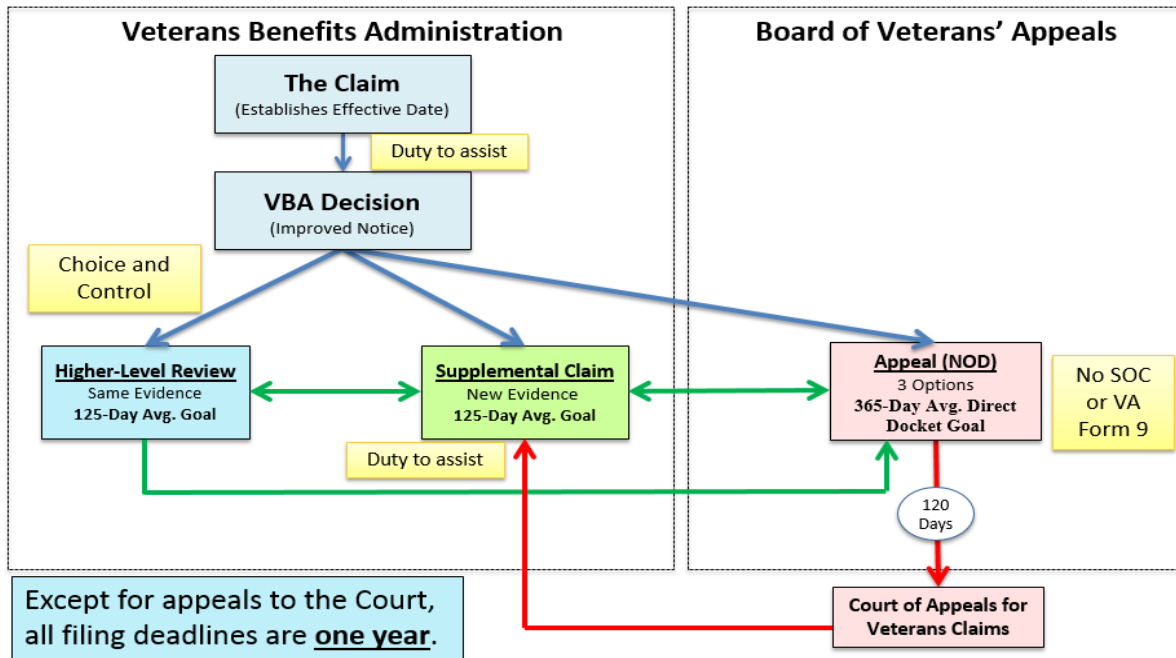 Veterans Benefits Administration
Board of Veterans' Appeals
The Claim
(Establishes Effective Date)
Duty to assist
VBA Decision
(Improved Notice)
Choice and
Control
Higher-Level Review
Same Evidence
125-Day Avg. Goal
Supplemental Claim
New Evidence
125-Day Avg. Goal
Appeal (NOD)
3 Options
365-Day Avg. Direct
Docket Goal
No SOC
or VA
Form 9
Duty to assist
120
Days
Except for appeals to the Court,
all filing deadlines are one year.
Court of Appeals for
Veterans Claims